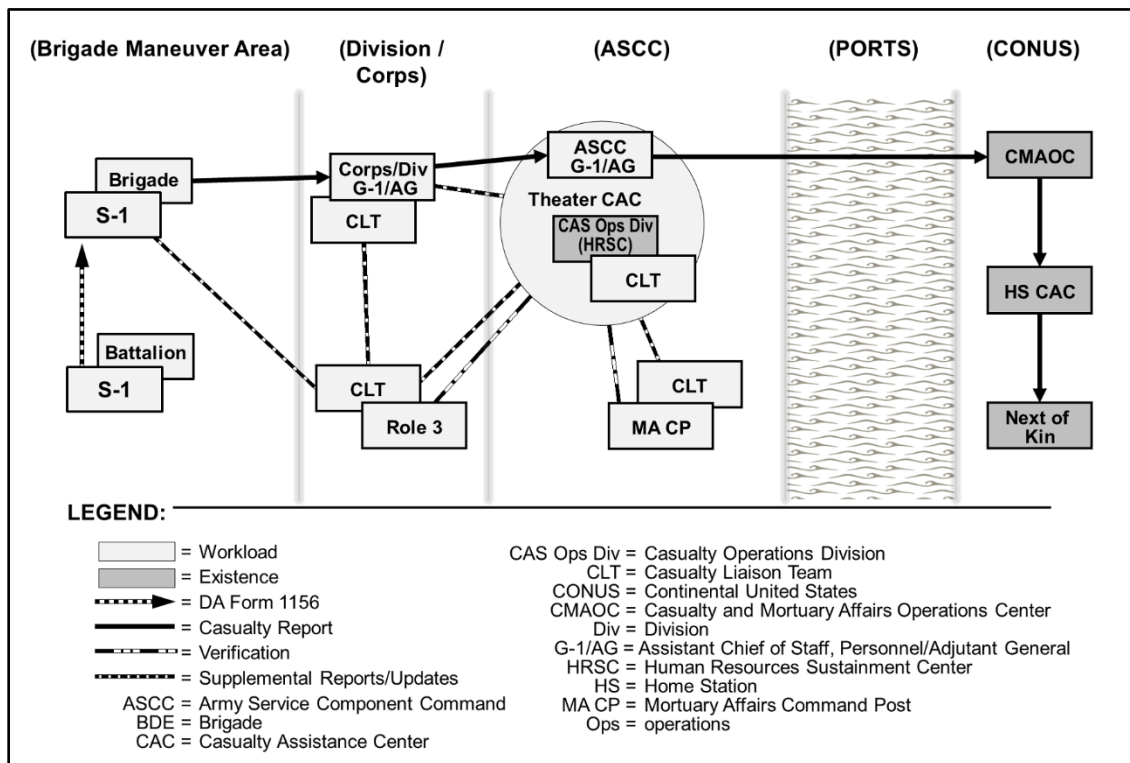 (Brigade Maneuver Area)
(Division /
Corps)
(ASCC)
(PORTS)
(CONUS)
Brigade
S-1
Battalion
S-1
Corps/Div
G-1/AG
CLT
CLT
Role 3
ASCC
G-1/AG
Theater CAC
CAS Ops Div
(HRSC)
CLT
CLT
MA CP
CMAOC
HS CAC
Next of
Kin
LEGEND:
= Workload
= Existence
= DA Form 1156
= Casualty Report
= Verification
= Supplemental Reports/Updates
ASCC = Army Service Component Command
BDE = Brigade
CAC = Casualty Assistance Center
CAS Ops Div = Casualty Operations Division
CLT = Casualty Liaison Team
CONUS = Continental United States
CMAOC = Casualty and Mortuary Affairs Operations Center
Div = Division
G-1/AG = Assistant Chief of Staff, Personnel/Adjutant General
HRSC = Human Resources Sustainment Center
HS = Home Station
MA CP = Mortuary Affairs Command Post
Ops = operations